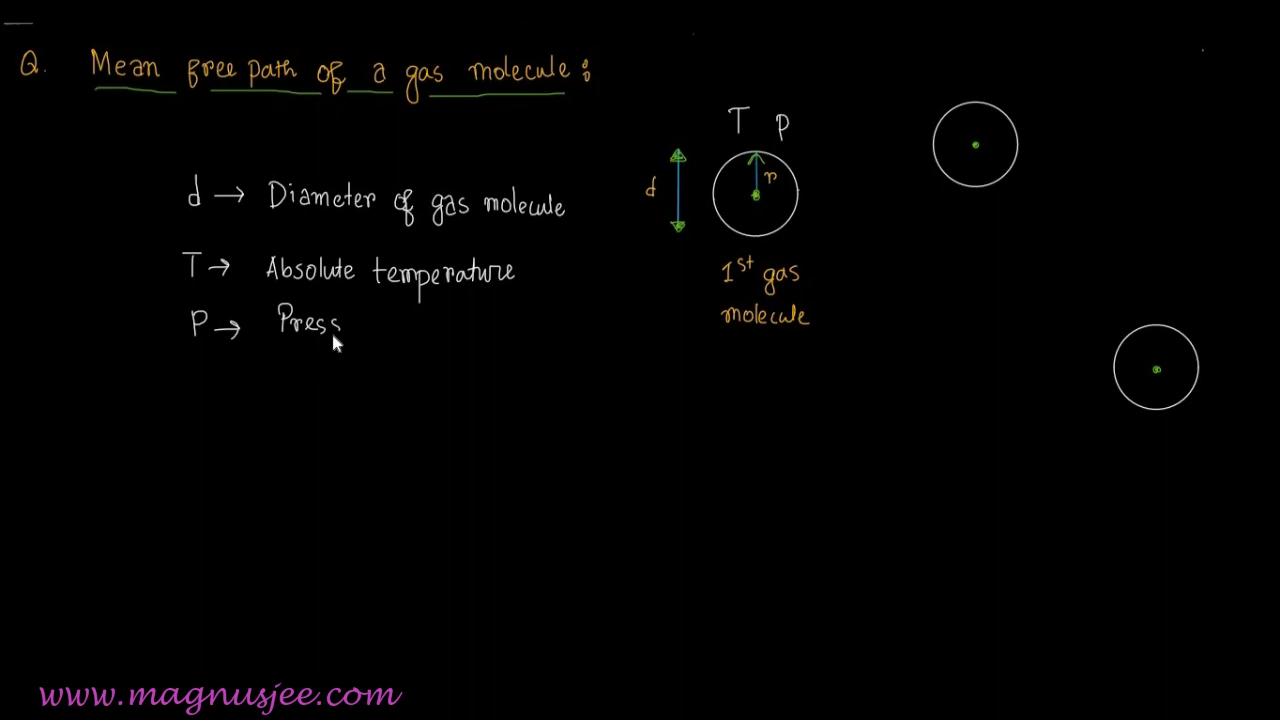 Q. Mean free path of a gas molecule :
T P
d → Diameter of gas molecule
d
r
T → Absolute temperature
1st gas
molecule
P → Press
www.magnusjee.com